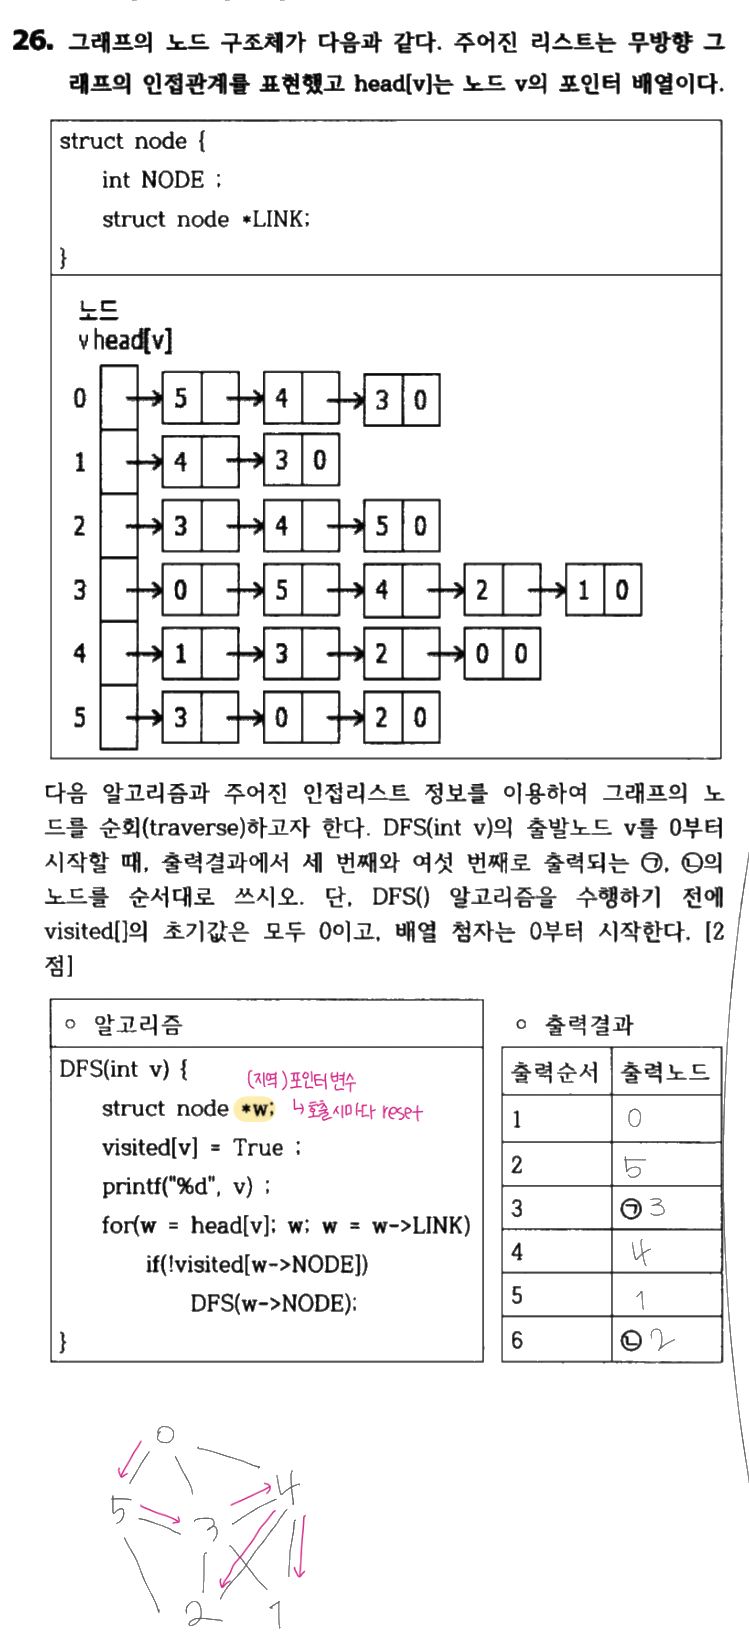 26. 그래프의 노드 구조체가 다음과 같다. 주어진 리스트는 무방향 그
래프의 인접관계를 표현했고 head[v]는 노드 v의 포인터 배열이다.
struct node {
int NODE ;
struct node *LINK;
}
노드
v head[v]
0 5 4 3 0
1 4 3 0
2 3 4 5 0
3 0 5 4 2 1 0
4 1 3 2 0 0
5 3 0 2 0
다음 알고리즘과 주어진 인접리스트 정보를 이용하여 그래프의 노
드를 순회(traverse)하고자 한다. DFS(int v)의 출발노드 v를 0부터
시작할 때, 출력결과에서 세 번째와 여섯 번째로 출력되는 ㉠, ㉡의
노드를 순서대로 쓰시오. 단, DFS() 알고리즘을 수행하기 전에
visited[]의 초기값은 모두 0이고, 배열 첨자는 0부터 시작한다. [2
점]
○ 알고리즘
DFS(int v) {
(지역)포인터변수
struct node *w; ↳호출시마다 reset
visited[v] = True ;
printf("%d", v) ;
for(w = head[v]; w; w = w->LINK)
if(!visited[w->NODE])
DFS(w->NODE);
}
○ 출력결과
출력순서 출력노드
1 0
2 5
3 ㉠ 3
4 4
5 1
6 ㉡ 2
0
5 3 4
2 1